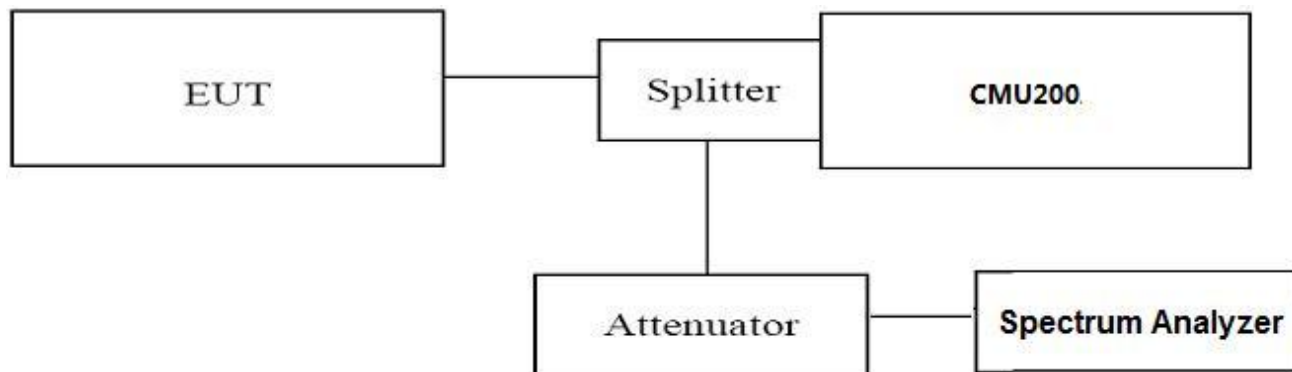 EUT
Splitter
CMU200.
Attenuator
Spectrum Analyzer